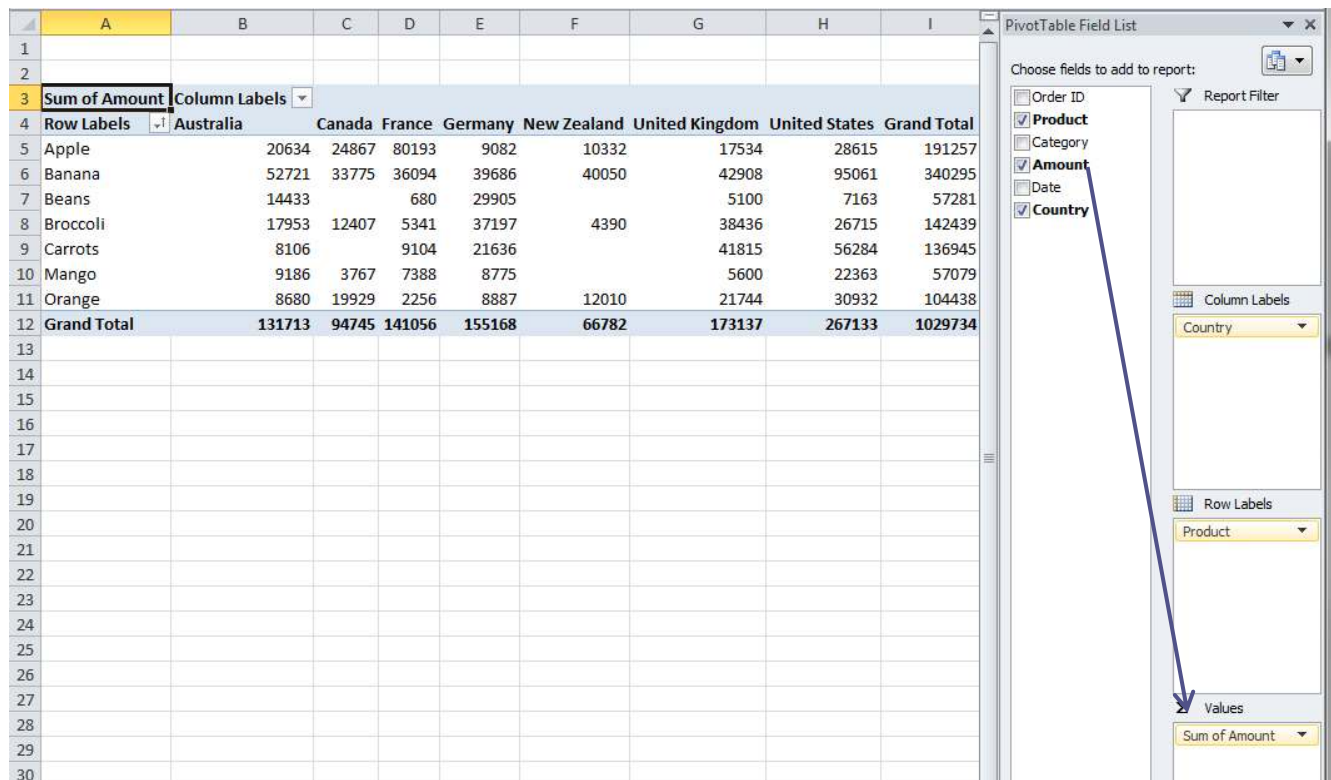 A B C D E F G H I
PivotTable Field List
1
2
Choose fields to add to report:
3 Sum of Amount Column Labels
4 Row Labels Australia Canada France Germany New Zealand United Kingdom United States Grand Total
5 Apple 20634 24867 80193 9082 10332 17534 28615 191257
6 Banana 52721 33775 36094 39686 40050 42908 95061 340295
7 Beans 14433 680 29905 5100 7163 57281
8 Broccoli 17953 12407 5341 37197 4390 38436 26715 142439
9 Carrots 8106 9104 21636 41815 56284 136945
10 Mango 9186 3767 7388 8775 5600 22363 57079
11 Orange 8680 19929 2256 8887 12010 21744 30932 104438
12 Grand Total 131713 94745 141056 155168 66782 173137 267133 1029734
13
14
15
16
17
18
19
20
21
22
23
24
25
26
27
28
29
30
Order ID
Product
Category
Amount
Date
Country
Report Filter
Column Labels
Country
Row Labels
Product
Σ Values
Sum of Amount